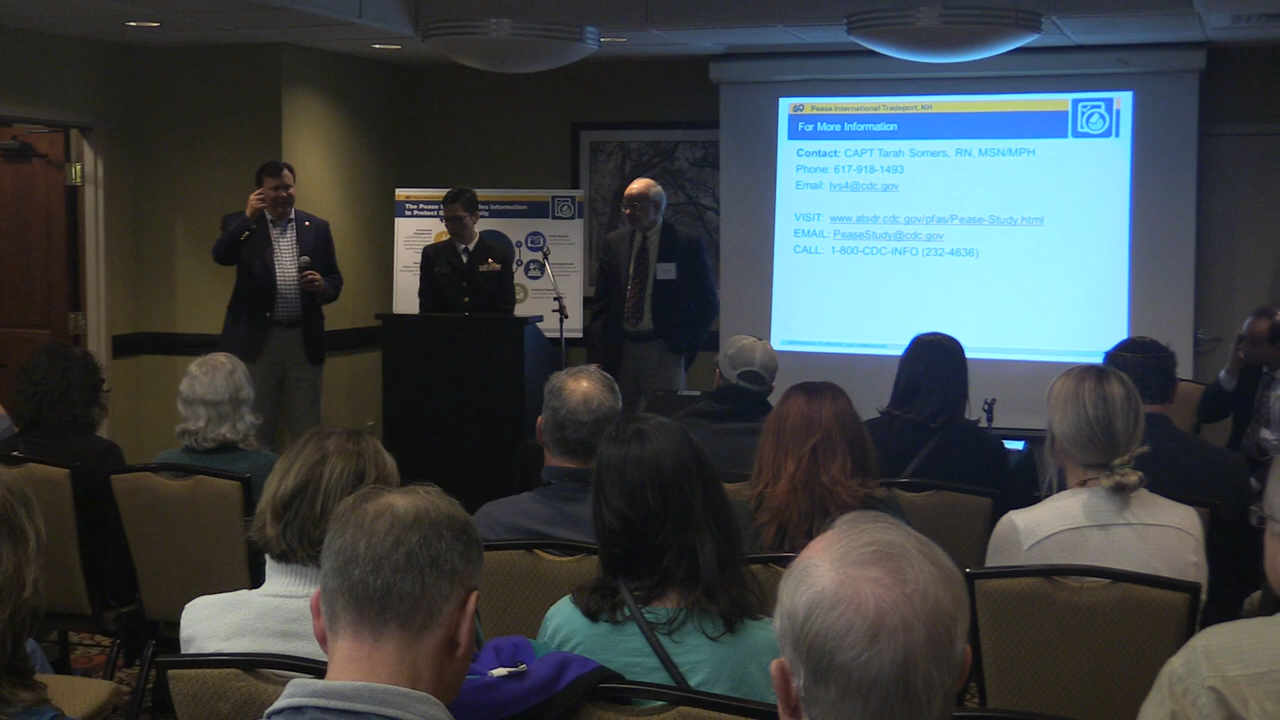 Pease International Tradeport, NH
For More Information
Contact: CAPT Tarah Somers, RN, MSN/MPH
Phone: 617-918-1493
Email: tvs4@cdc.gov
VISIT: www.atsdr.cdc.gov/pfas/Pease-Study.html
EMAIL: PeaseStudy@cdc.gov
CALL: 1-800-CDC-INFO (232-4636)
The Pease Information
to Protect